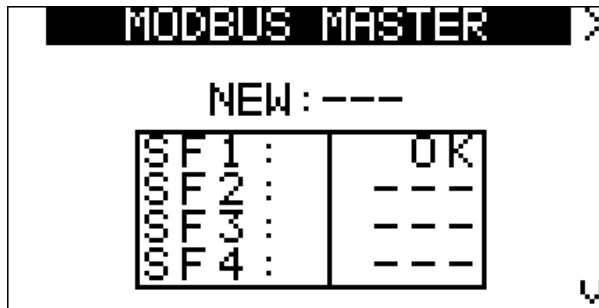 MODBUS MASTER >
NEW:---
SF1: OK
SF2: ---
SF3: ---
SF4: ---